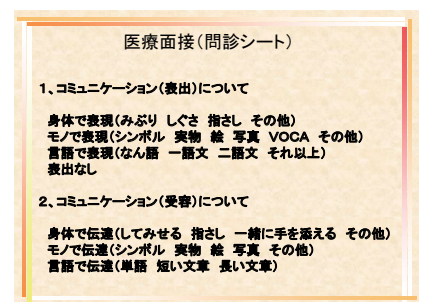 医療面接（問診シート）
１、コミュニケーション（表出）について
身体で表現（みぶり　しぐさ　指さし　その他）
モノで表現（シンボル　実物　絵　写真　ＶＯＣＡ　その他）
言語で表現（なん語　一語文　二語文　それ以上）
表出なし
２、コミュニケーション（受容）について
身体で伝達（してみせる　指さし　一緒に手を添える　その他）
モノで伝達（シンボル　実物　絵　写真　その他）
言語で伝達（単語　短い文章　長い文章）